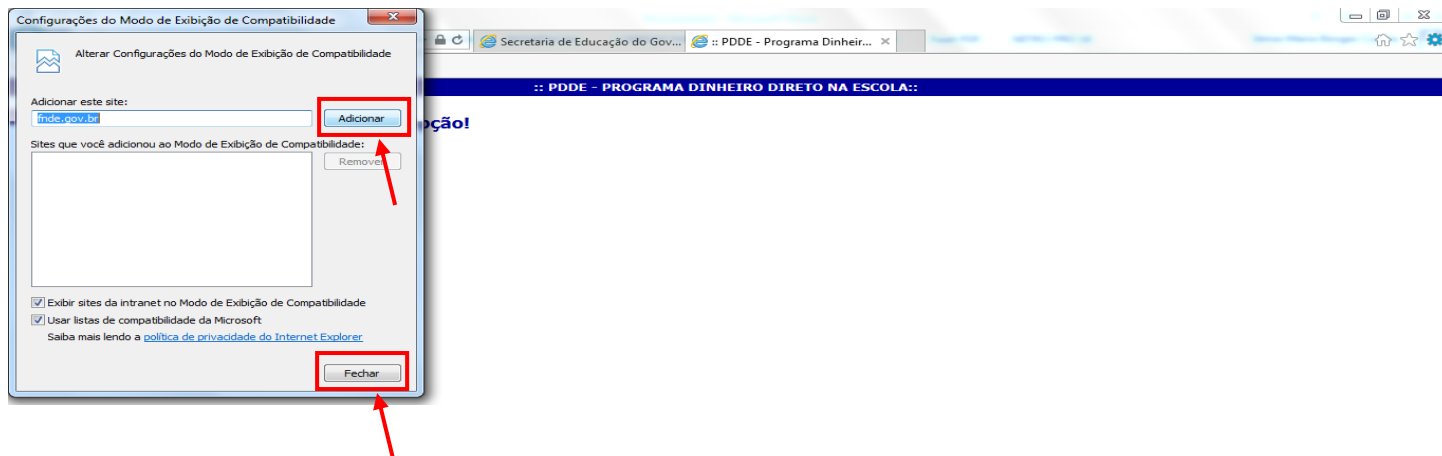 Configurações do Modo de Exibição de Compatibilidade
Alterar Configurações do Modo de Exibição de Compatibilidade
Adicionar este site:
fnde.gov.br
Adicionar
Sites que você adicionou ao Modo de Exibição de Compatibilidade:
Remover
Exibir sites da intranet no Modo de Exibição de Compatibilidade
Usar listas de compatibilidade da Microsoft
Saiba mais lendo a política de privacidade do Internet Explorer
Fechar
Secretaria de Educação do Gov...
:: PDDE - Programa Dinheir...
:: PDDE - PROGRAMA DINHEIRO DIRETO NA ESCOLA::
pção!